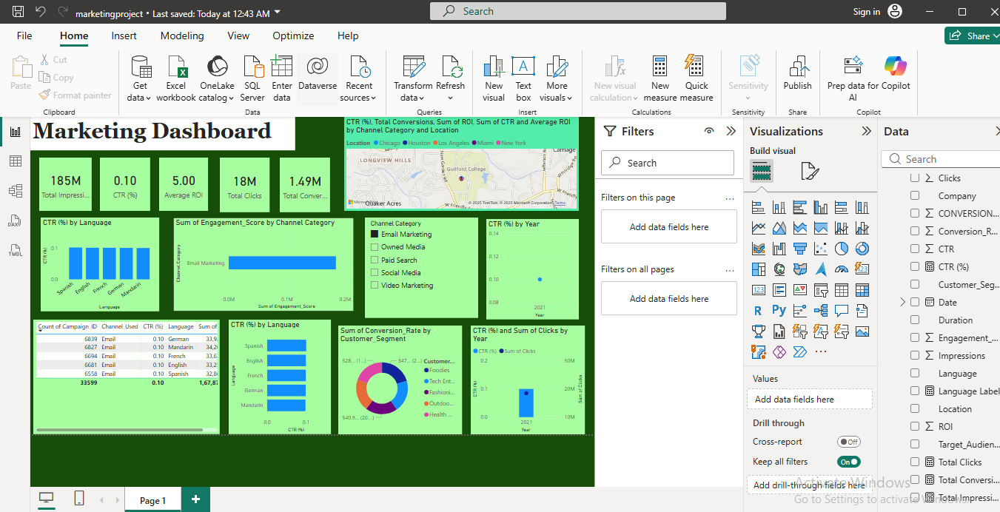 marketingproject • Last saved: Today at 12:43 AM
Search
Sign in
File Home Insert Modeling View Optimize Help
Share
Paste
Cut
Copy
Format painter
Clipboard
Get data
Excel workbook
OneLake catalog
SQL Server
Enter data
Dataverse
Recent sources
Data
Transform data
Refresh
Queries
New visual
Text box
More visuals
Insert
New visual calculation
New measure
Quick measure
Calculations
Sensitivity
Sensitivity
Publish
Share
Prep data for AI
Copilot
Copilot
DAX
TMDL
Marketing Dashboard
185M
Total Impressi...
0.10
CTR (%)
5.00
Average ROI
18M
Total Clicks
1.49M
Total Conver...
CTR (%), Total Conversions, Sum of ROI, Sum of CTR and Average ROI
by Channel Category and Location
Location Chicago Houston Los Angeles Miami New York
LONGVIEW HILLS
Guilford College
Carriage
New Garden Rd
Jefferson Rd
W Friendly
W Friendly
Quaker Acres
© 2025 TomTom, © 2025 Microsoft Corporation Terms
CTR (%) by Language
CTR (%)
0.1
0.0
Spanish
English
French
German
Mandarin
Language
Sum of Engagement_Score by Channel Category
Channel Category
Email Marketing
0.0M 0.1M 0.2M
Sum of Engagement_Score
Channel Category
Email Marketing
Owned Media
Paid Search
Social Media
Video Marketing
CTR (%) by Year
0.14
0.12
0.10
0.08
2021
Year
Count of Campaign_ID Channel_Used CTR (%) Language Sum of
6839 Email 0.10 German 33,9
6827 Email 0.10 Mandarin 34,2
6694 Email 0.10 French 33,6
6681 Email 0.10 English 33,2
6558 Email 0.10 Spanish 32,8
33599 0.10 1,67,87
CTR (%) by Language
Language
Spanish
English
French
German
Mandarin
0.0 0.1
CTR (%)
Sum of Conversion_Rate by
Customer_Segment
528... (1...)
547... (2...)
540.9... (20....)
Customer...
Foodies
Tech Ent...
Fashioni...
Outdoo...
Health ...
CTR (%) and Sum of Clicks by
Year
CTR (%) Sum of Clicks
CTR (%)
0.2
0.1
0.0
30M
20M
10M
Sum of Clicks
2021
Year
Filters
Search
Filters on this page ...
Add data fields here
Filters on all pages ...
Add data fields here
Visualizations
Build visual
123
123
R
Py
...
Values
Add data fields here
Drill through
Cross-report Off
Keep all filters On
Add drill-through fields here
Data
Search
Clicks
Company
CONVERSION...
Conversion_R...
CTR
CTR (%)
Customer_Seg...
Date
Duration
Engagement_...
Impressions
Language
Language Label
Location
ROI
Target_Audien...
Total Clicks
Total Conversi...
Total Impressi...
Activate Windows
Go to Settings to activate Windows.
Page 1